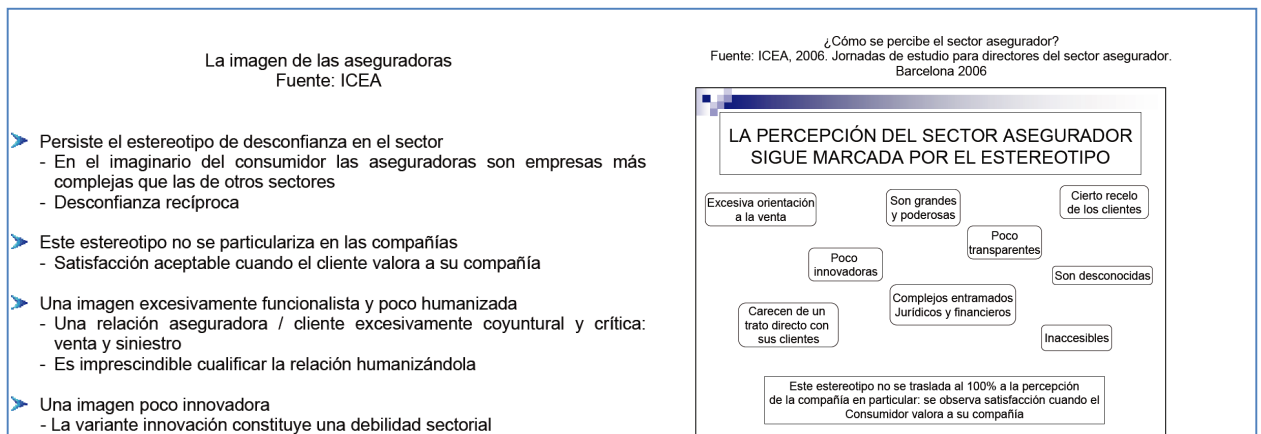 La imagen de las aseguradoras
Fuente: ICEA
➢ Persiste el estereotipo de desconfianza en el sector
- En el imaginario del consumidor las aseguradoras son empresas más
complejas que las de otros sectores
- Desconfianza recíproca
➢ Este estereotipo no se particulariza en las compañías
- Satisfacción aceptable cuando el cliente valora a su compañía
➢ Una imagen excesivamente funcionalista y poco humanizada
- Una relación aseguradora / cliente excesivamente coyuntural y crítica:
venta y siniestro
- Es imprescindible cualificar la relación humanizándola
➢ Una imagen poco innovadora
- La variante innovación constituye una debilidad sectorial
¿Cómo se percibe el sector asegurador?
Fuente: ICEA, 2006. Jornadas de estudio para directores del sector asegurador.
Barcelona 2006
LA PERCEPCIÓN DEL SECTOR ASEGURADOR
SIGUE MARCADA POR EL ESTEREOTIPO
Excesiva orientación
a la venta
Son grandes
y poderosas
Cierto recelo
de los clientes
Poco
transparentes
Poco
innovadoras
Son desconocidas
Complejos entramados
Jurídicos y financieros
Carecen de un
trato directo con
sus clientes
Inaccesibles
Este estereotipo no se traslada al 100% a la percepción
de la compañía en particular: se observa satisfacción cuando el
Consumidor valora a su compañía